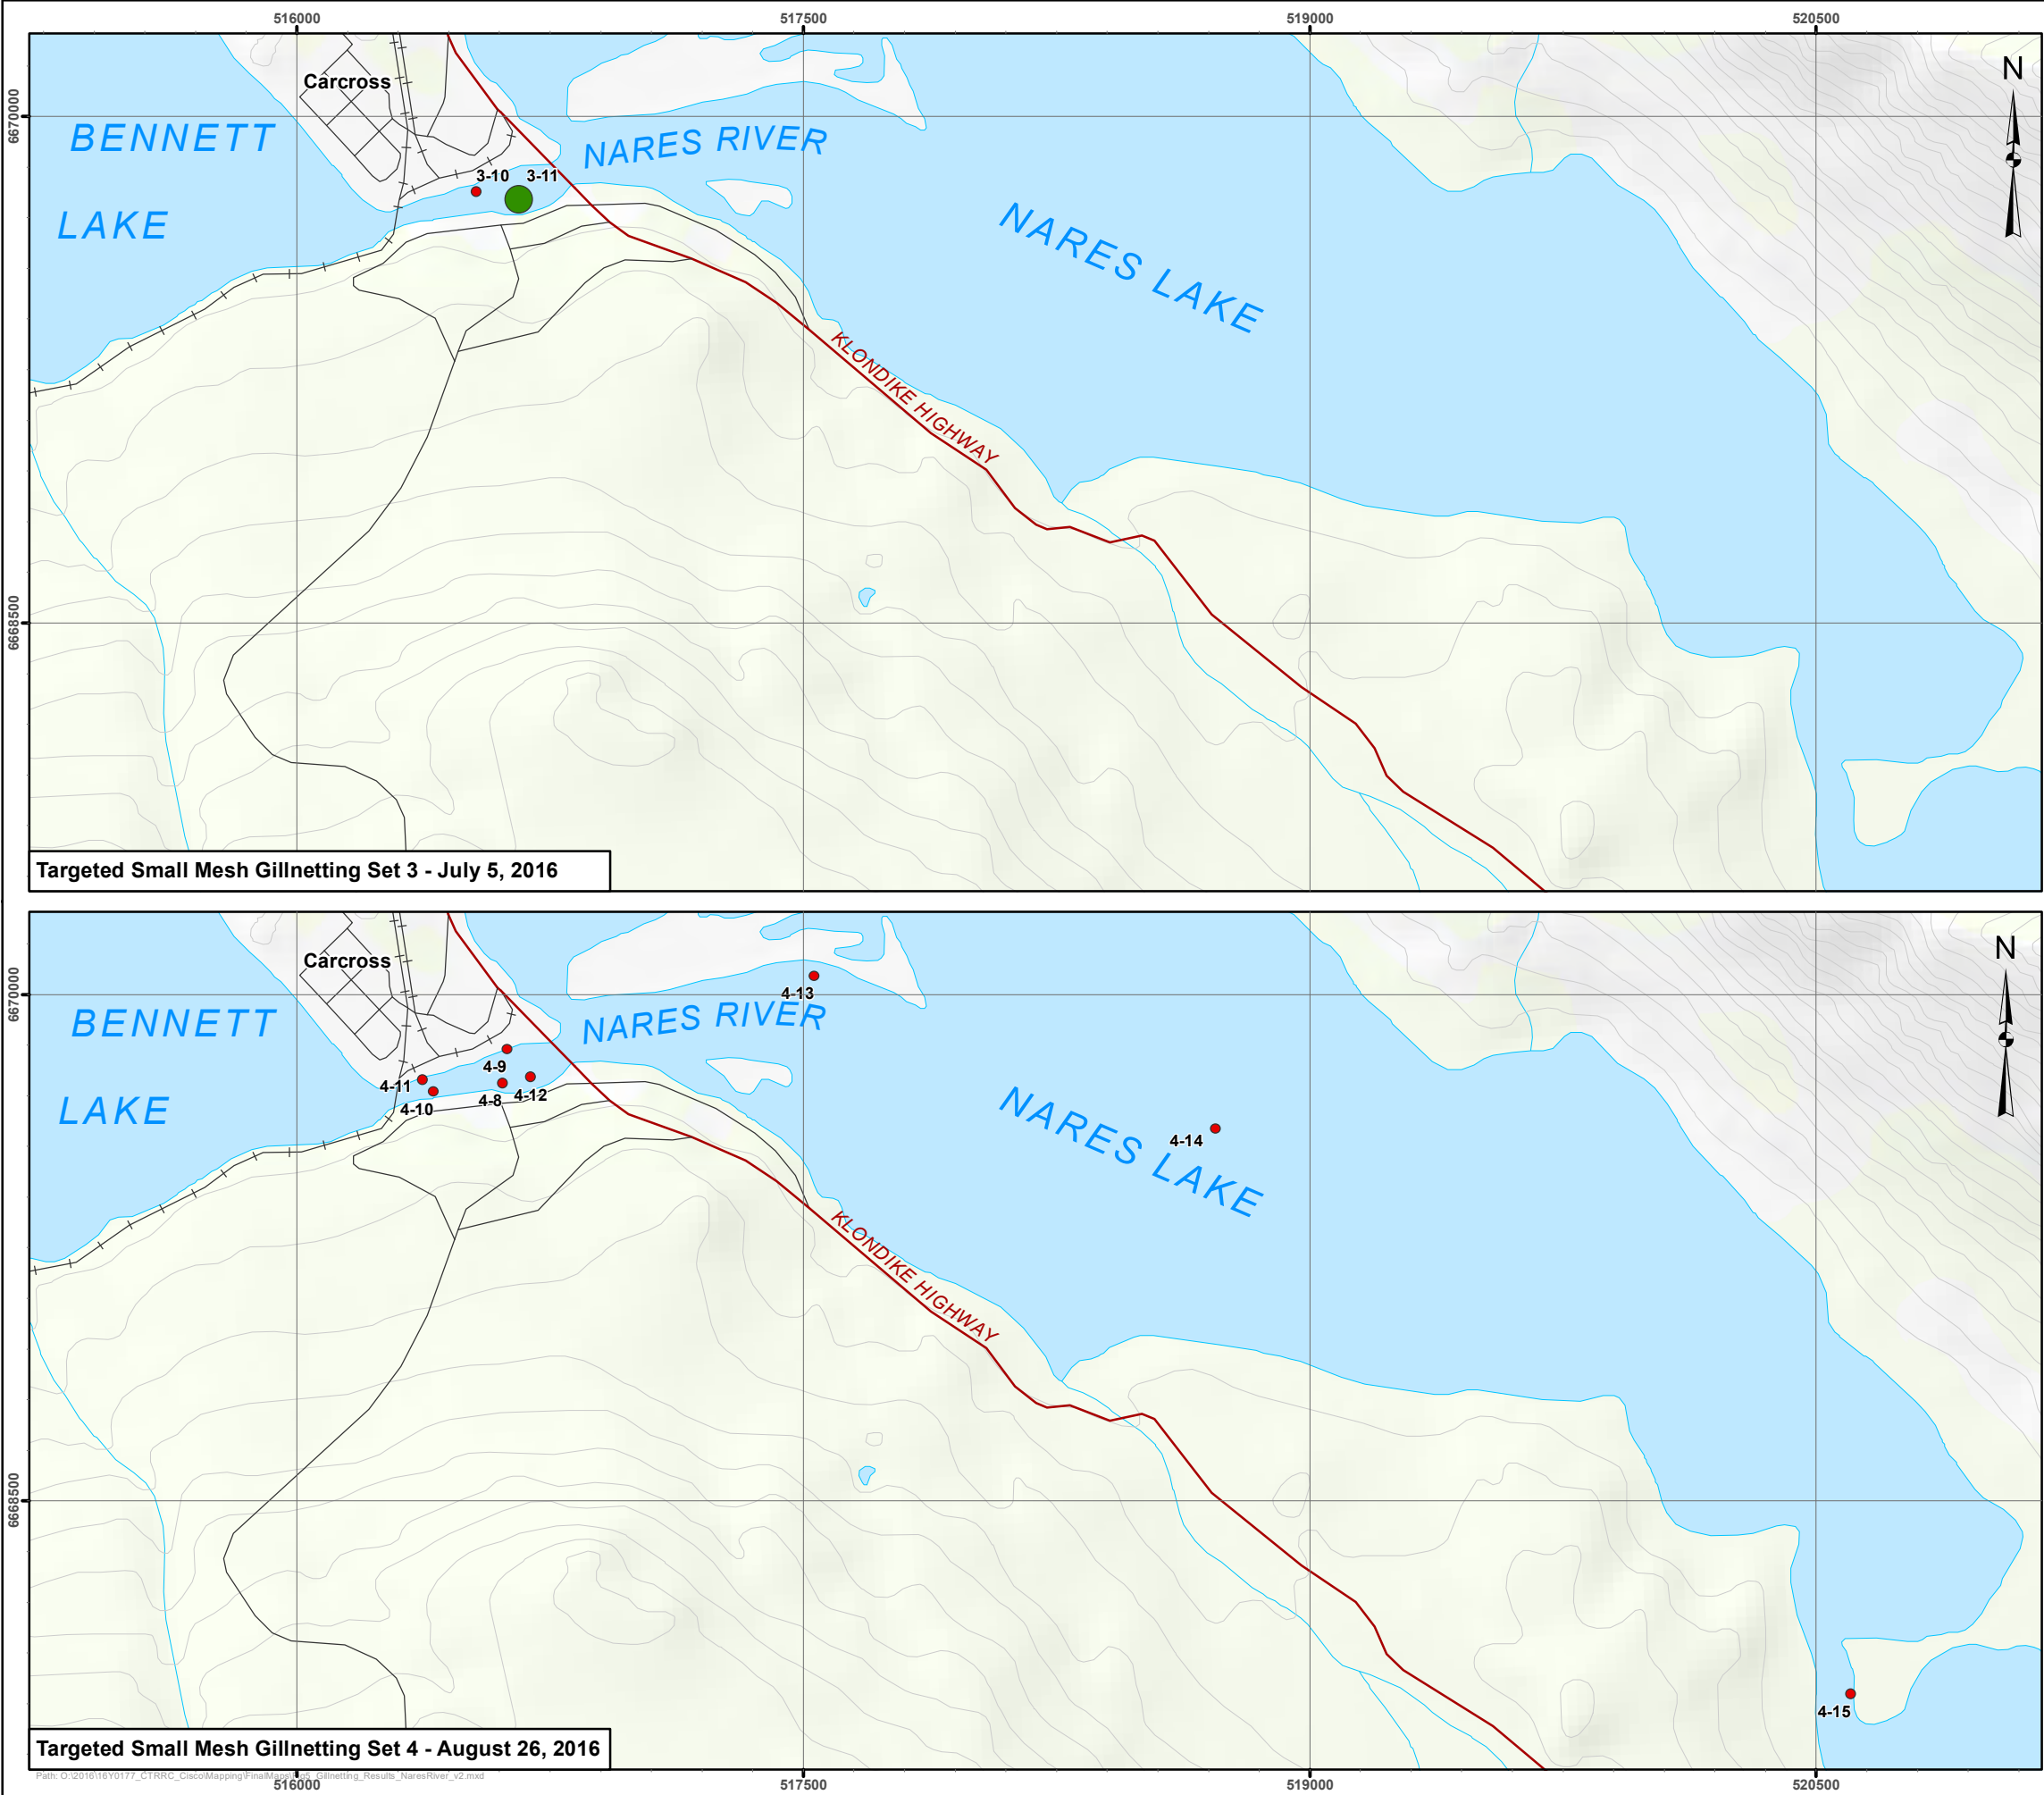 516000 517500 519000 520500
6670000
6668500
N
Carcross
BENNETT
LAKE
NARES RIVER
3-10 3-11
NARES LAKE
KLONDIKE HIGHWAY
Targeted Small Mesh Gillnetting Set 3 - July 5, 2016
6670000
6668500
N
Carcross
BENNETT
LAKE
4-13
NARES RIVER
4-9
4-11
4-8 4-12
4-10
4-14
NARES LAKE
KLONDIKE HIGHWAY
4-15
Targeted Small Mesh Gillnetting Set 4 - August 26, 2016
516000 517500 519000 520500